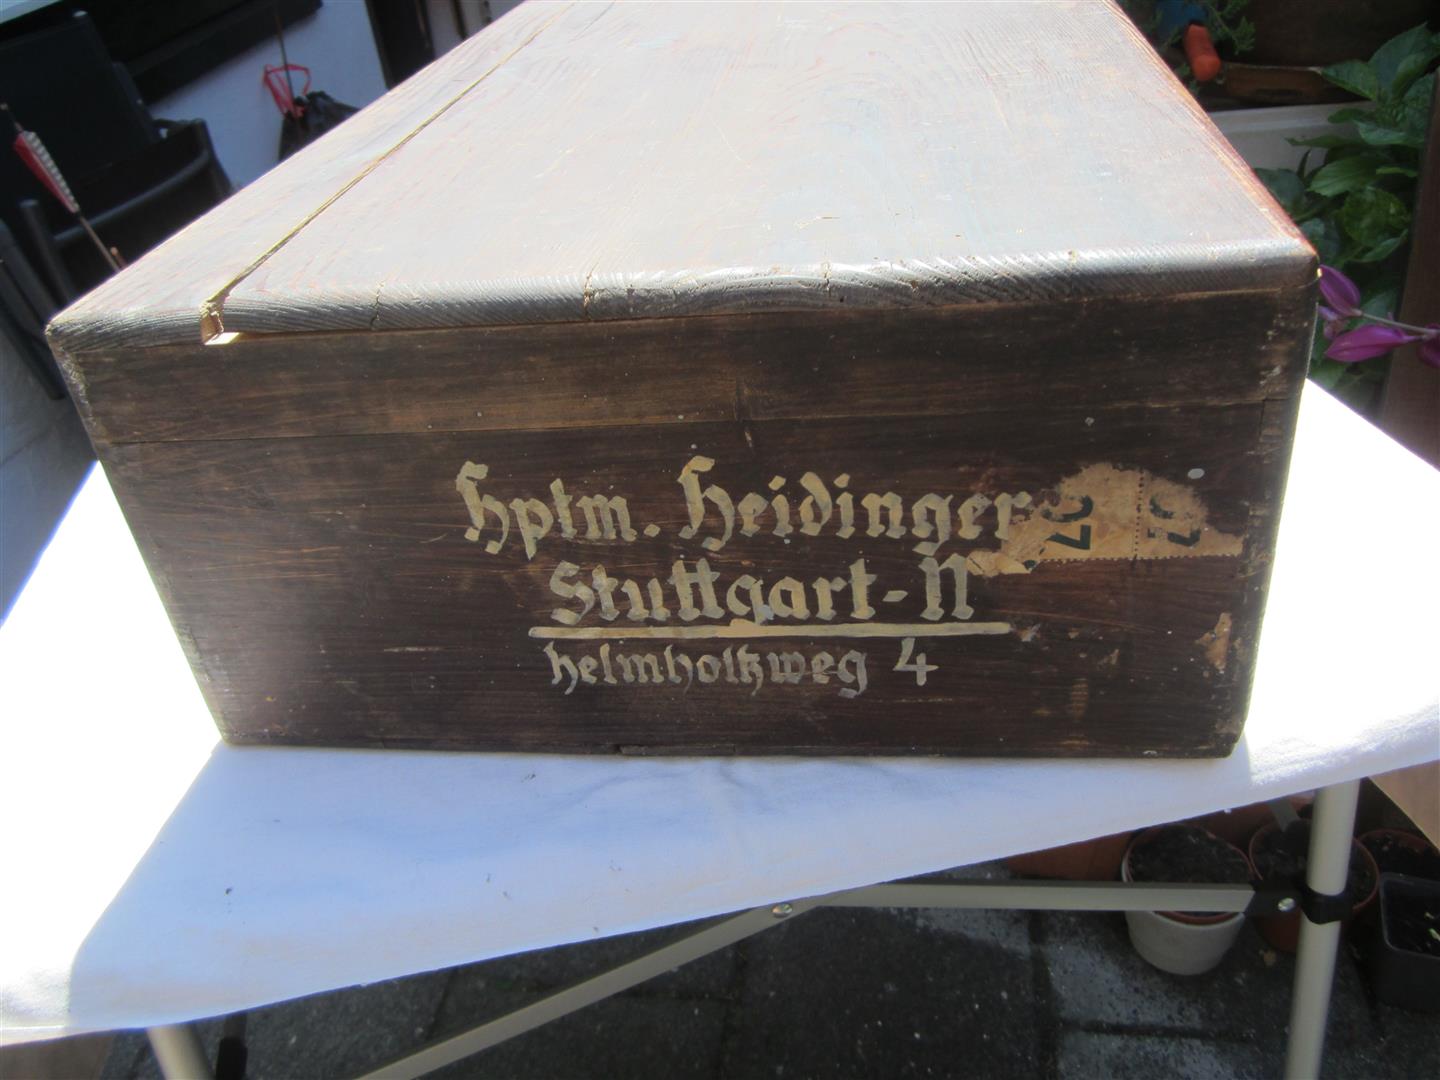 Hptm. Heidinger
Stuttgart-N
Helmholtzweg 4